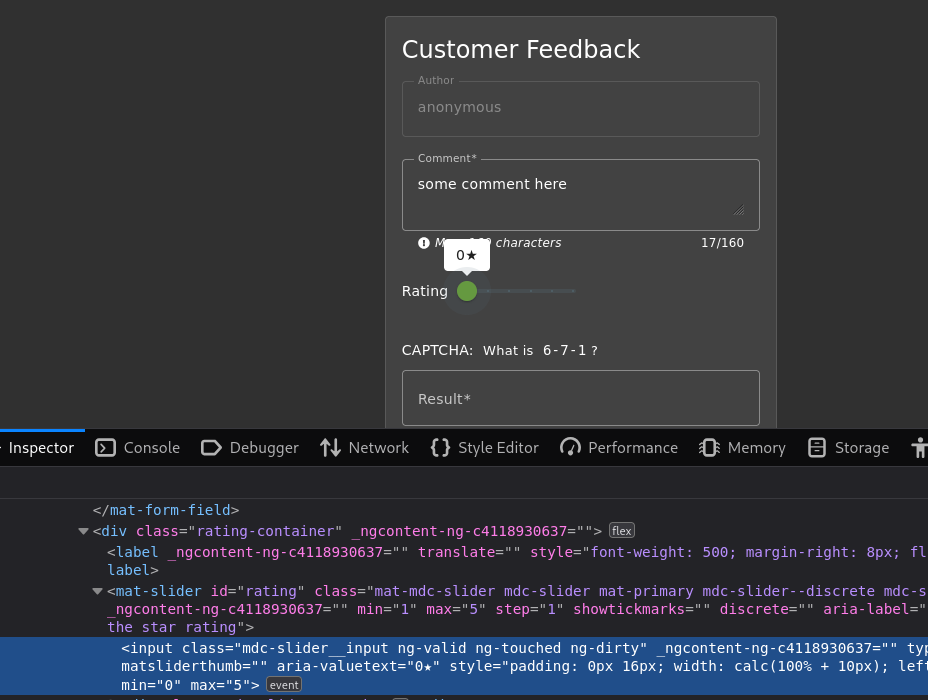 Customer Feedback
Author
anonymous
Comment*
some comment here
characters
17/160
0★
Rating
CAPTCHA: What is 6-7-1 ?
Result*
Inspector Console Debugger Network Style Editor Performance Memory Storage
</mat-form-field>
<div class="rating-container" _ngcontent-ng-c4118930637=""> flex
<label _ngcontent-ng-c4118930637="" translate="" style="font-weight: 500; margin-right: 8px; fl
label>
<mat-slider id="rating" class="mat-mdc-slider mdc-slider mat-primary mdc-slider--discrete mdc-s
_ngcontent-ng-c4118930637="" min="1" max="5" step="1" showtickmarks="" discrete="" aria-label="
the star rating">
<input class="mdc-slider__input ng-valid ng-touched ng-dirty" _ngcontent-ng-c4118930637="" typ
matsliderthumb="" aria-valuetext="0★" style="padding: 0px 16px; width: calc(100% + 10px); left
min="0" max="5"> event